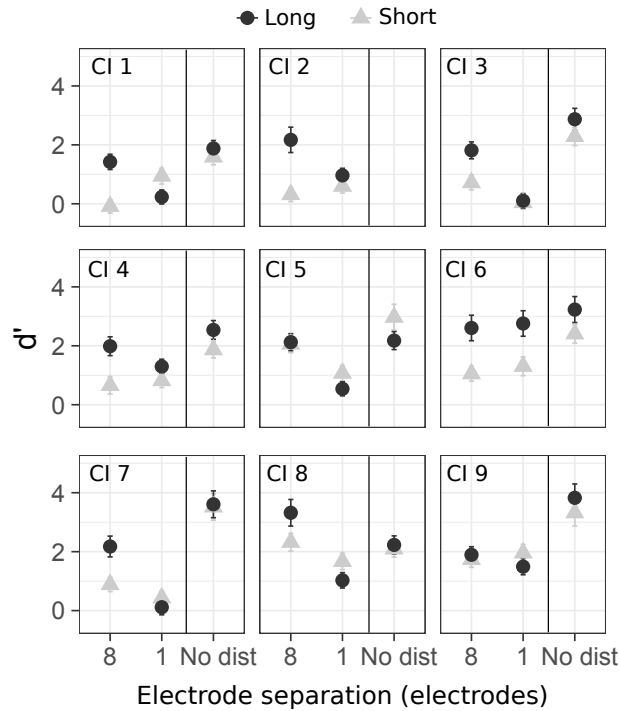 Long Short
CI 1 CI 2 CI 3
4
2
0
CI 4 CI 5 CI 6
4
2
0
d'
CI 7 CI 8 CI 9
4
2
0
8 1 No dist 8 1 No dist 8 1 No dist
Electrode separation (electrodes)